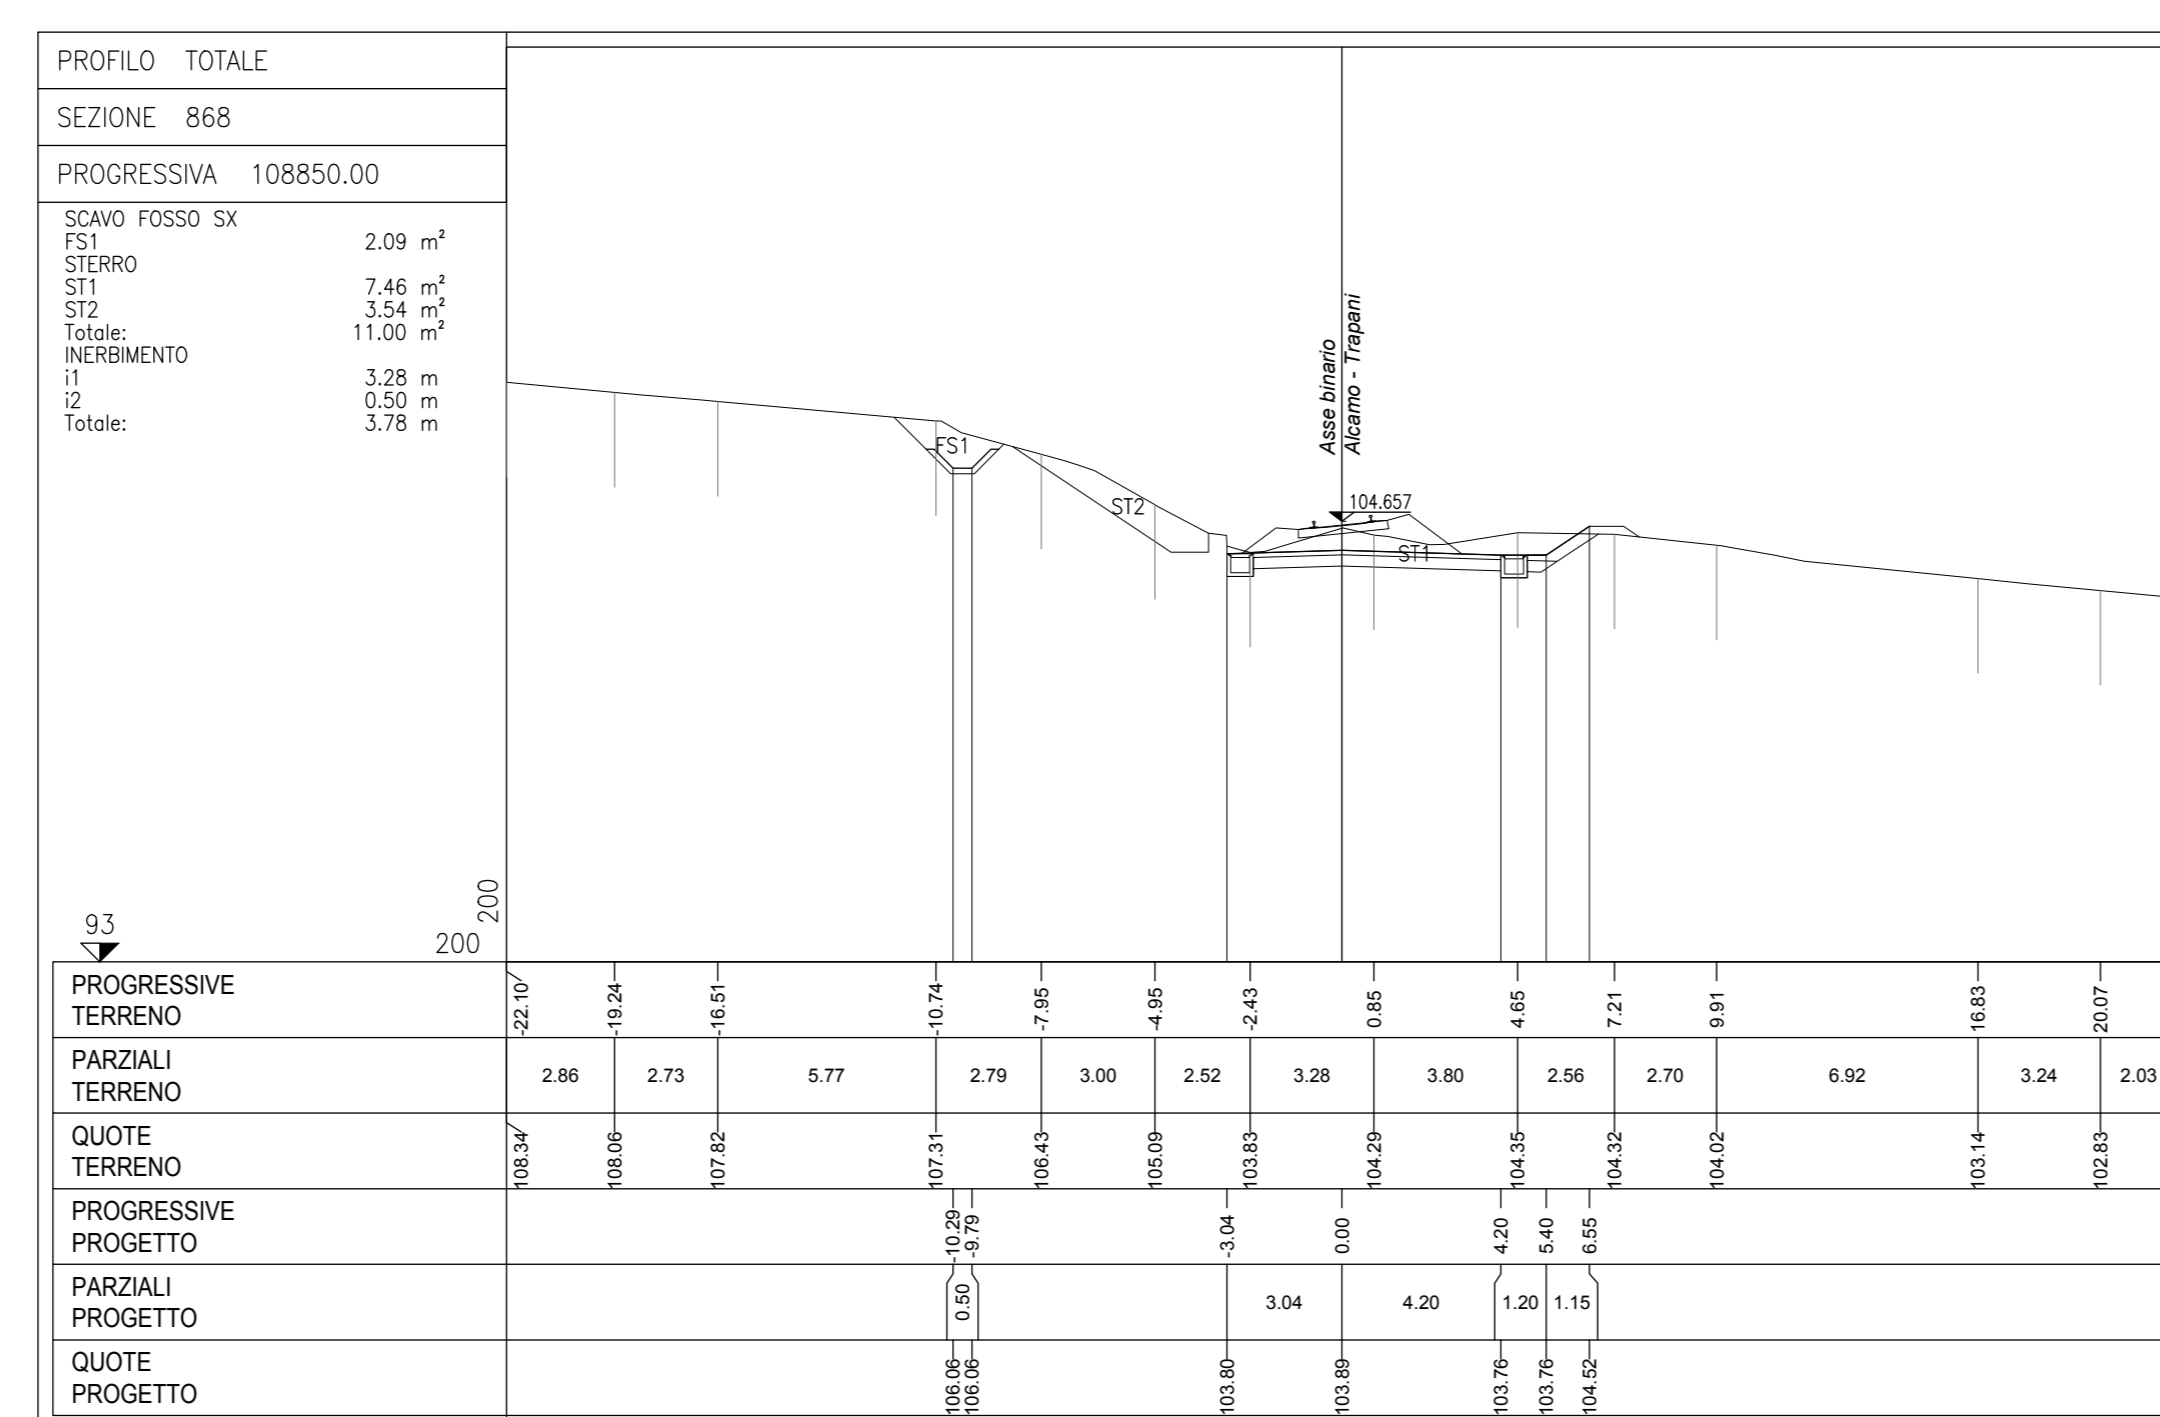 PROFILO TOTALE
SEZIONE 868
PROGRESSIVA 108850.00
SCAVO FOSSO SX
FS1 2.09 m²
STERRO
ST1 7.46 m²
ST2 3.54 m²
Totale: 11.00 m²
INERBIMENTO
i1 3.28 m
i2 0.50 m
Totale: 3.78 m
Asse binario
Alcamo - Trapani
104.657
FS1
ST2
ST1
200
93
200
PROGRESSIVE
TERRENO
-22.10 -19.24 -16.51 -10.74 -7.95 -4.95 -2.43 0.85 4.65 7.21 9.91 16.83 20.07
PARZIALI
TERRENO
2.86 2.73 5.77 2.79 3.00 2.52 3.28 3.80 2.56 2.70 6.92 3.24 2.03
QUOTE
TERRENO
108.34 108.06 107.82 107.31 106.43 105.09 103.83 104.29 104.35 104.32 104.02 103.14 102.83
PROGRESSIVE
PROGETTO
-10.29 -9.79 -3.04 0.00 4.20 5.40 6.55
PARZIALI
PROGETTO
0.50 3.04 4.20 1.20 1.15
QUOTE
PROGETTO
106.06 106.06 103.80 103.89 103.76 103.76 104.52